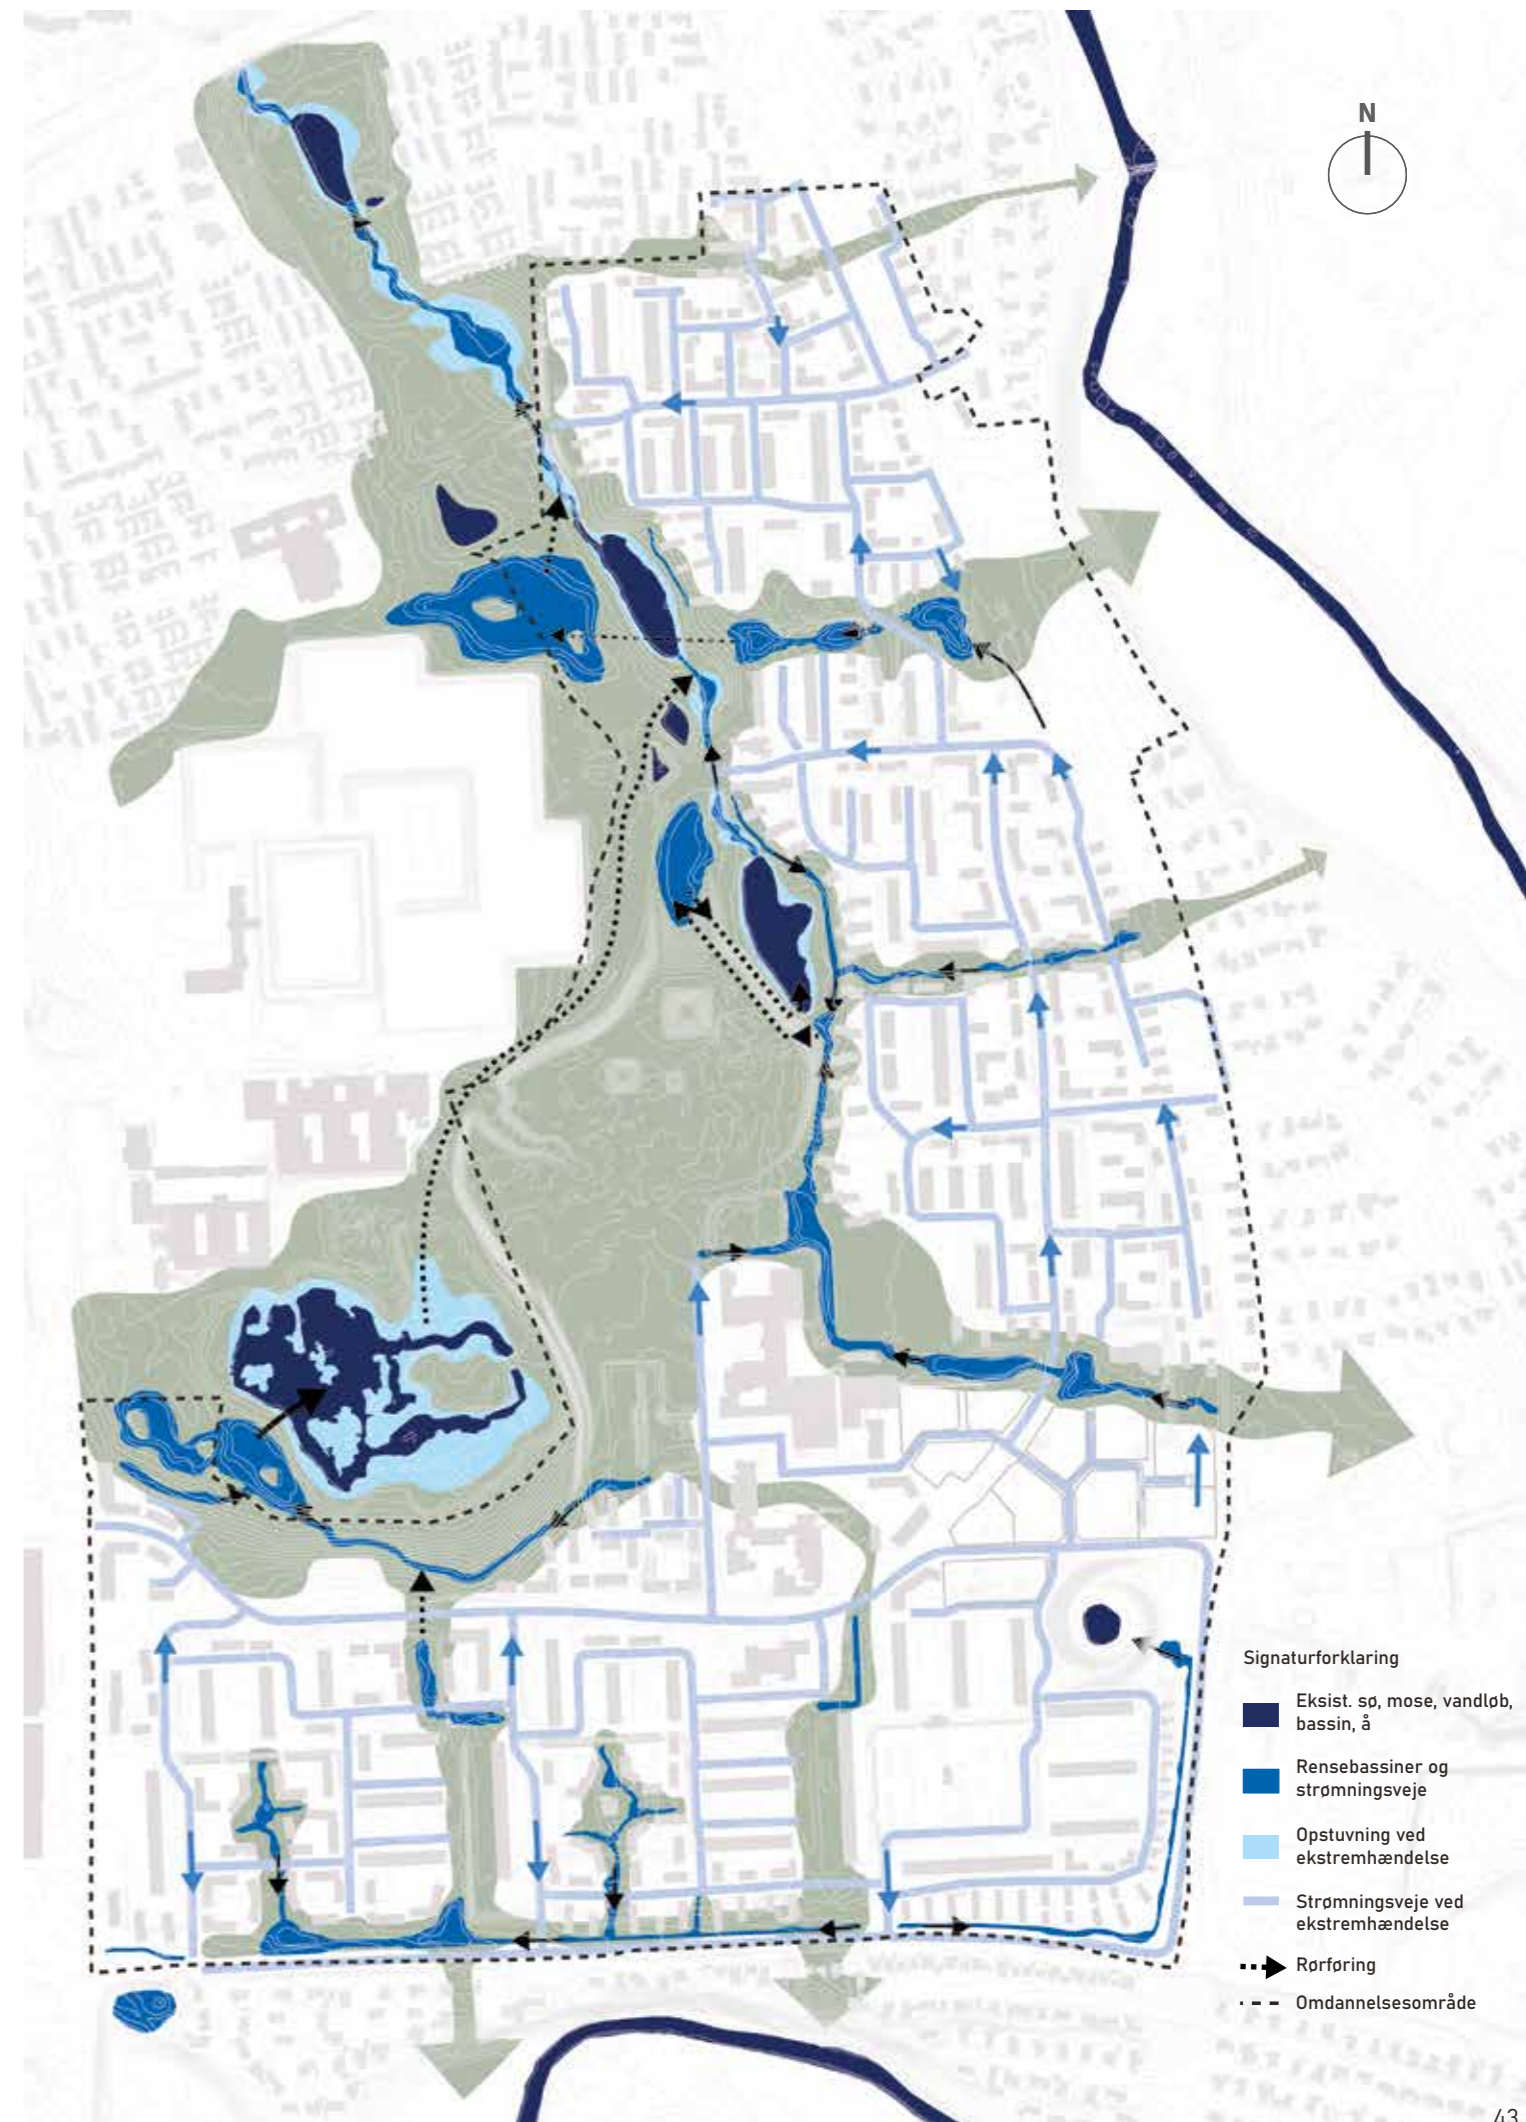 N
Signaturforklaring
Eksist. sø, mose, vandløb,
bassin, å
Rensebassiner og
strømningsveje
Opstuvning ved
ekstremhændelse
Strømningsveje ved
ekstremhændelse
Rørføring
Omdannelsesområde
43